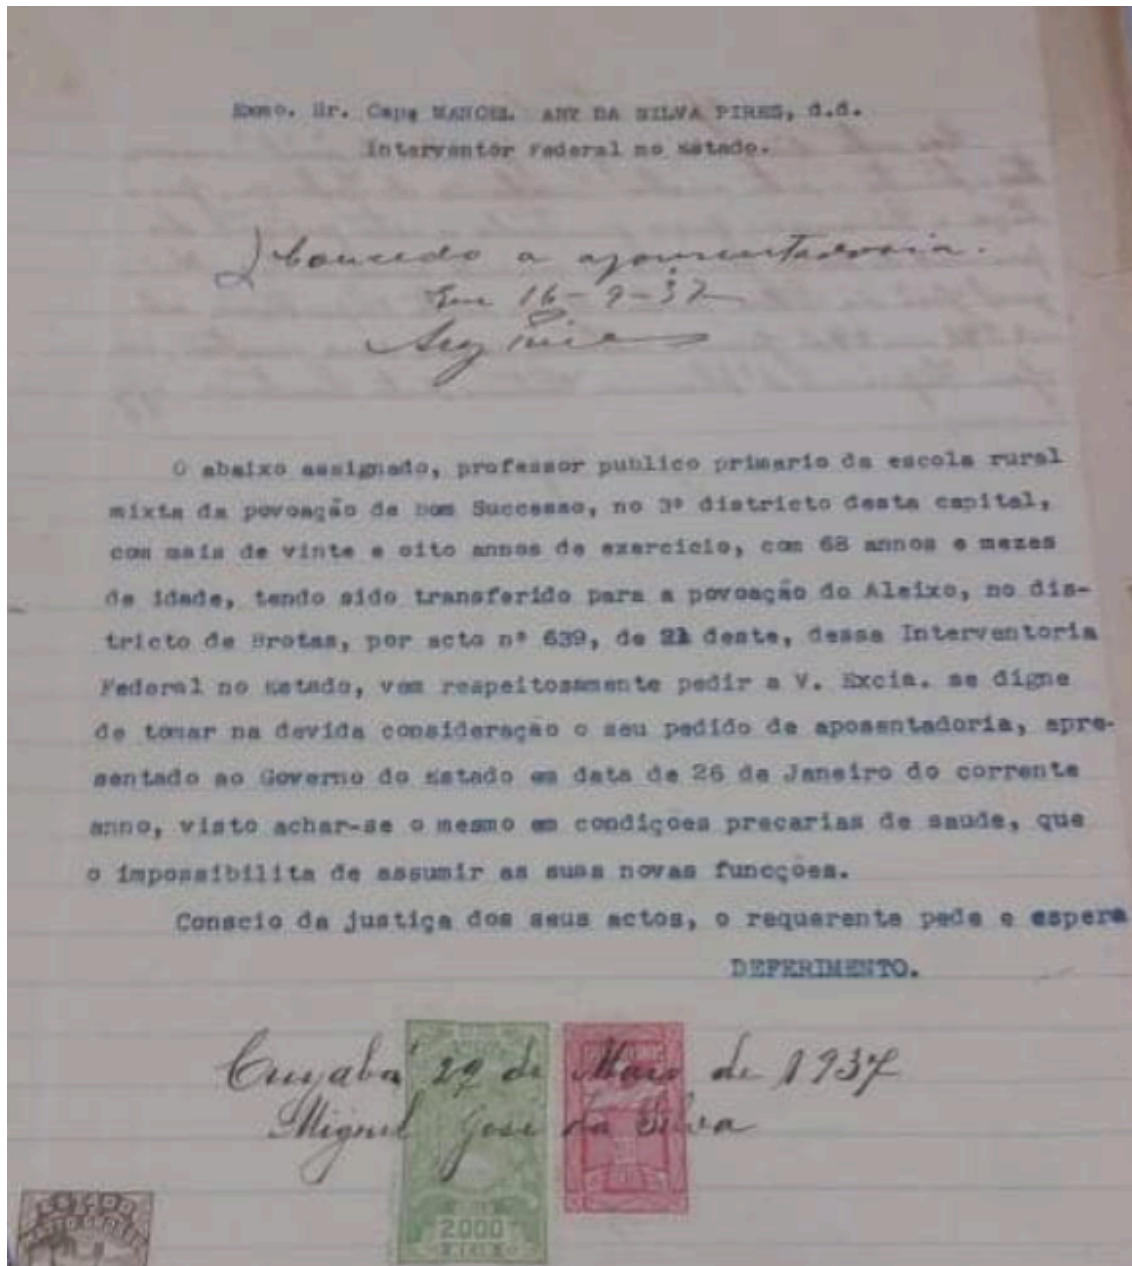 Exmo. Sr. Capm MANOEL ARY DA SILVA PIRES, d.d.
Interventor Federal no Estado.
Concedo a aposentadoria.
Em 16-9-37
Ary Pires
O abaixo assignado, professor publico primario da escola rural
mixta da povoação de Bom Successo, no 3º districto desta capital,
com mais de vinte e oito annos de exercicio, com 68 annos e mezes
de idade, tendo sido transferido para a povoação do Aleixo, no dis-
tricto de Brotas, por acto nº 639, de 21 deste, dessa Interventoria
Federal no Estado, vem respeitosamente pedir a V. Excia. se digne
de tomar na devida consideração o seu pedido de aposentadoria, apre-
sentado ao Governo do Estado em data de 26 de Janeiro do corrente
anno, visto achar-se o mesmo em condições precarias de saude, que
o impossibilita de assumir as suas novas funcções.
Conscio da justiça dos seus actos, o requerente pede e espera
DEFERIMENTO.
Cuyabá 29 de Maio de 1937
Miguel José da Silva
2000
REIS